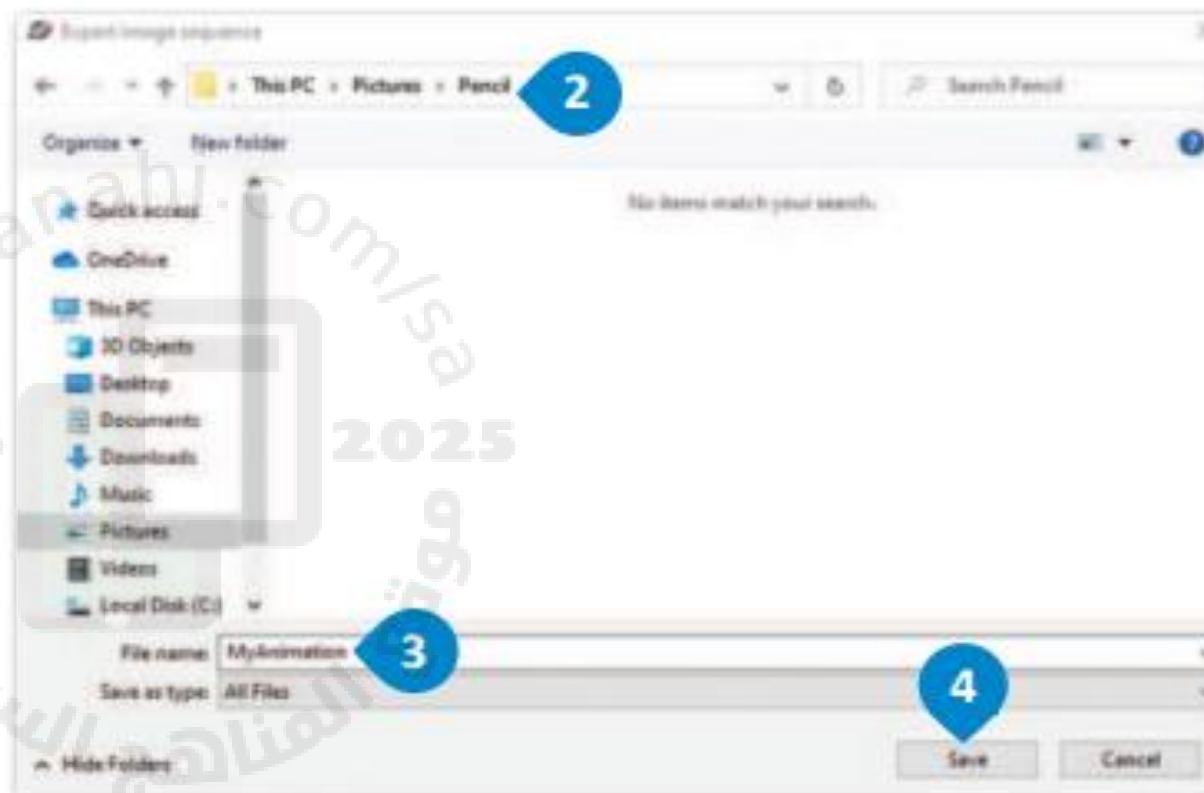 Export image sequence
This PC › Pictures › Pencil
2
Search Pencil
Organize
New folder
No items match your search.
Quick access
OneDrive
This PC
3D Objects
Desktop
Documents
Downloads
Music
Pictures
Videos
Local Disk (C:)
File name: MyAnimation
3
Save as type: All Files
4
Hide Folders
Save
Cancel
2025
موقع
المناهج